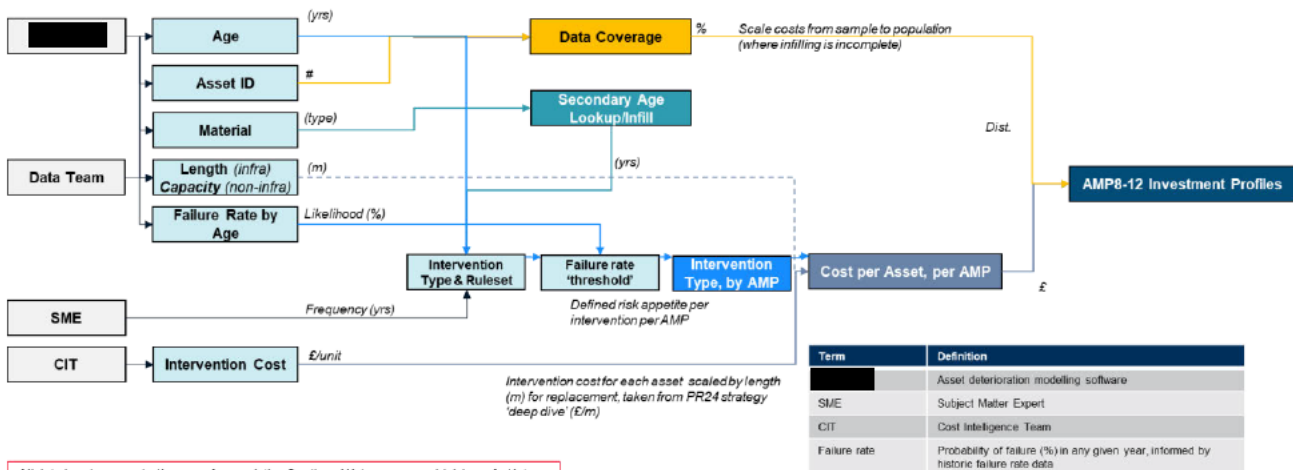 (yrs)
Age
Data Coverage
%
Scale costs from sample to population
(where infilling is incomplete)
Asset ID
#
Secondary Age
Lookup/Infill
Material
(type)
Dist.
Data Team
Length (infra)
Capacity (non-infra)
(m)
(yrs)
AMP8-12 Investment Profiles
Failure Rate by
Age
Likelihood (%)
Intervention
Type & Ruleset
Failure rate
'threshold'
Intervention
Type, by AMP
Cost per Asset, per AMP
£
SME
Frequency (yrs)
Defined risk appetite per
intervention per AMP
CIT
Intervention Cost
£/unit
Intervention cost for each asset scaled by length
(m) for replacement, taken from PR24 strategy
'deep dive' (£/m)
Term
Definition
Asset deterioration modelling software
SME
Subject Matter Expert
CIT
Cost Intelligence Team
Failure rate
Probability of failure (%) in any given year, informed by
historic failure rate data